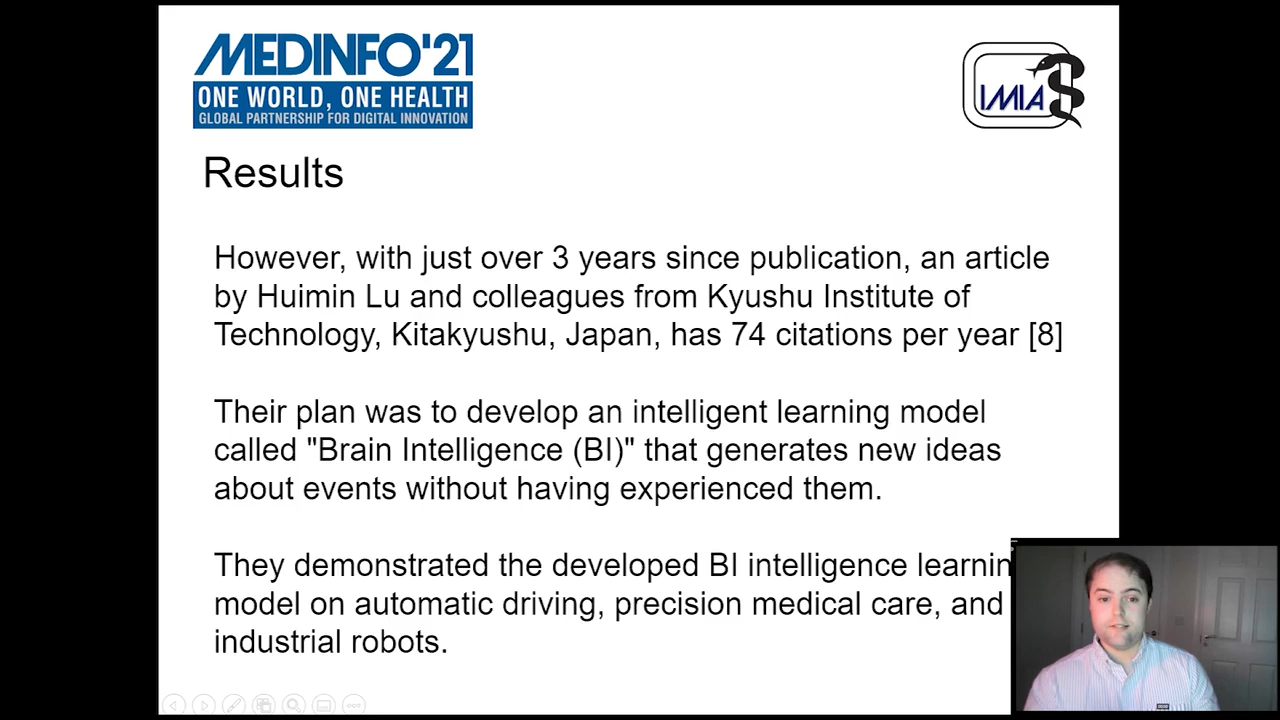 MEDINFO'21
ONE WORLD, ONE HEALTH
GLOBAL PARTNERSHIP FOR DIGITAL INNOVATION
IMIA
Results
However, with just over 3 years since publication, an article
by Huimin Lu and colleagues from Kyushu Institute of
Technology, Kitakyushu, Japan, has 74 citations per year [8]
Their plan was to develop an intelligent learning model
called "Brain Intelligence (BI)" that generates new ideas
about events without having experienced them.
They demonstrated the developed BI intelligence learnin
model on automatic driving, precision medical care, and
industrial robots.